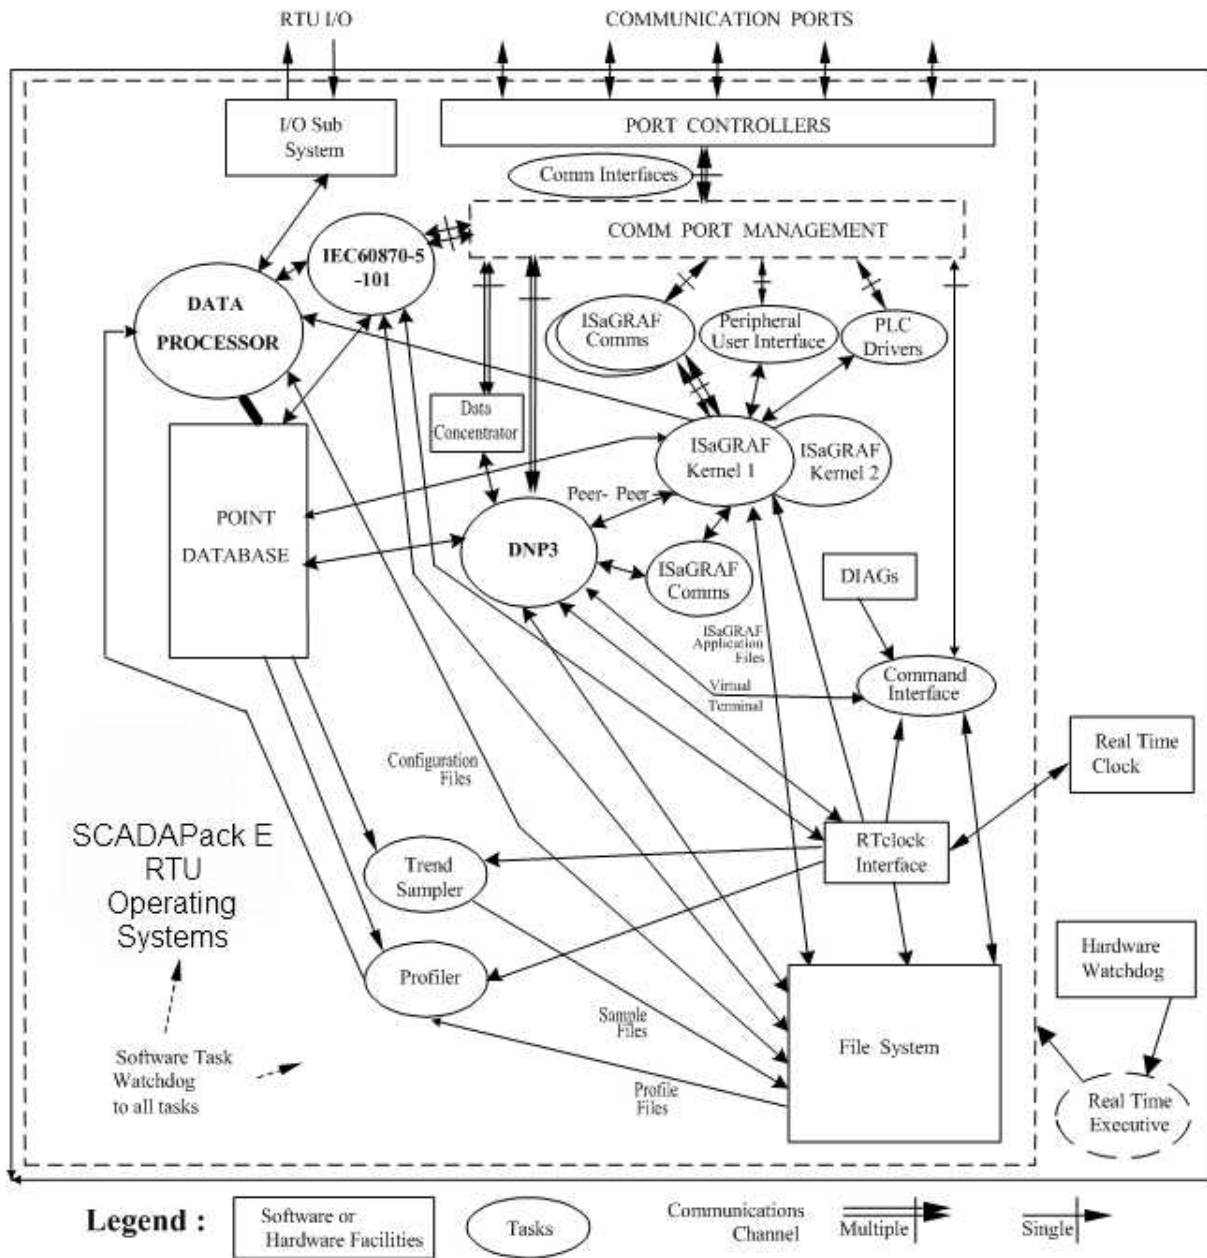 RTU I/O
COMMUNICATION PORTS
I/O Sub
System
PORT CONTROLLERS
Comm Interfaces
COMM PORT MANAGEMENT
IEC60870-5
-101
DATA
PROCESSOR
ISaGRAF
Comms
Peripheral
User Interface
PLC
Drivers
Data
Concentrator
ISaGRAF
Kernel 1
ISaGRAF
Kernel 2
Peer- Peer
POINT
DATABASE
DNP3
ISaGRAF
Comms
DIAGs
ISaGRAF
Application
Files
Virtual
Terminal
Command
Interface
Real Time
Clock
Configuration
Files
RTclock
Interface
SCADAPack E
RTU
Operating
Systems
Trend
Sampler
Profiler
Hardware
Watchdog
Sample
Files
File System
Software Task
Watchdog
to all tasks
Profile
Files
Real Time
Executive
Legend :
Software or
Hardware Facilities
Tasks
Communications
Channel
Multiple
Single